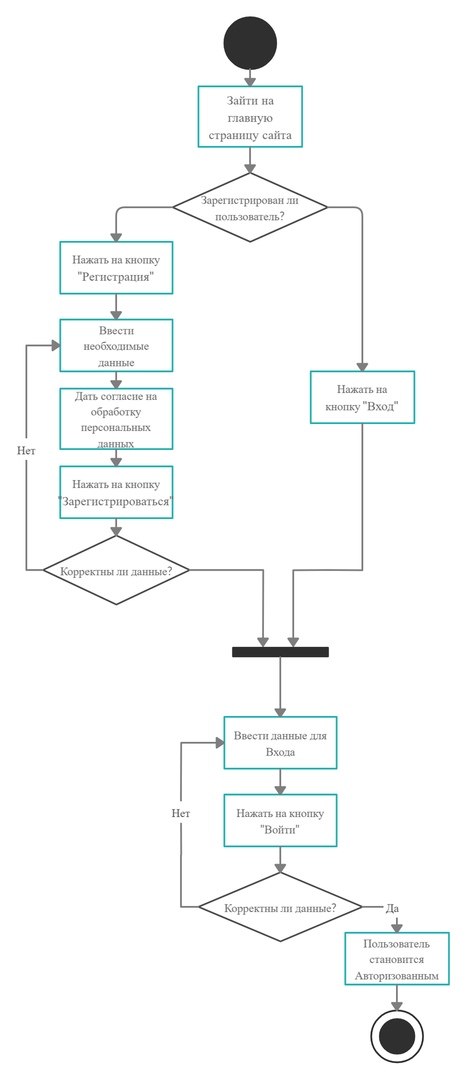 Зайти на
главную
страницу сайта
Зарегистрирован ли
пользователь?
Нажать на кнопку
"Регистрация"
Ввести
необходимые
данные
Дать согласие на
обработку
персональных
данных
Нажать на
кнопку "Вход"
Нет
Нажать на кнопку
"Зарегистрироваться"
Корректны ли данные?
Ввести данные для
Входа
Нет
Нажать на кнопку
"Войти"
Корректны ли данные?
Да
Пользователь
становится
Авторизованным